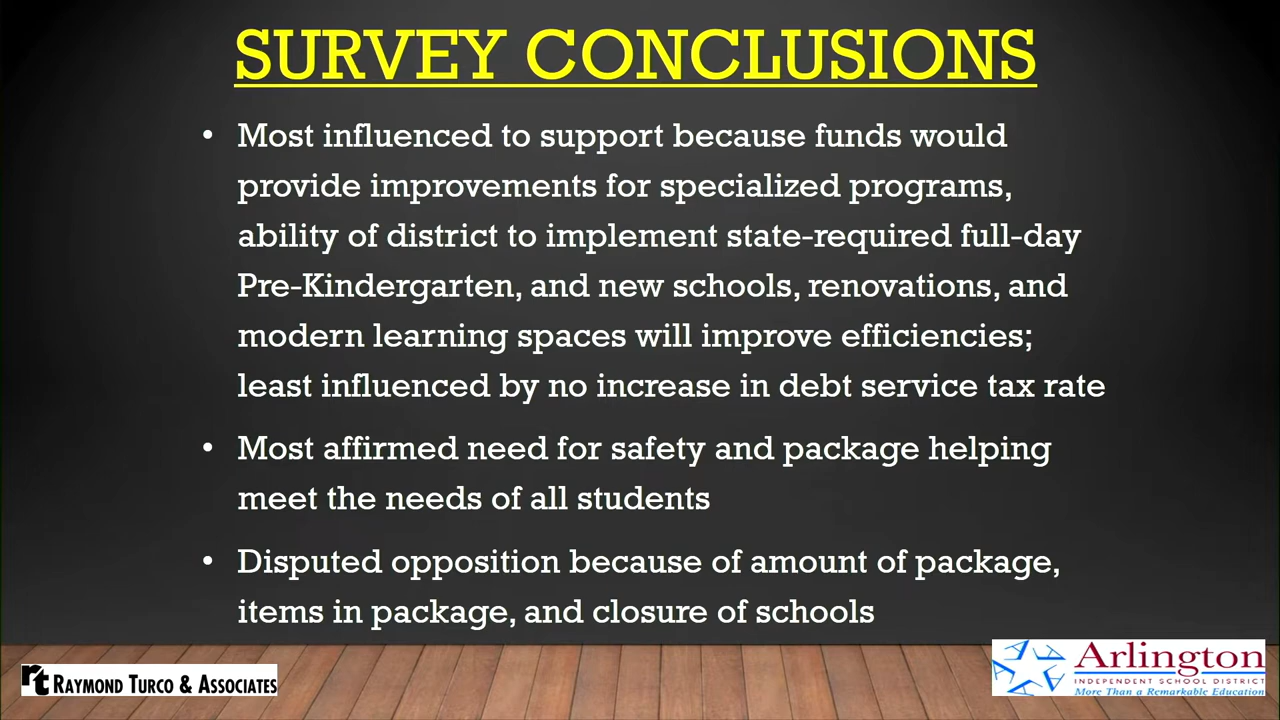 SURVEY CONCLUSIONS
• Most influenced to support because funds would
provide improvements for specialized programs,
ability of district to implement state-required full-day
Pre-Kindergarten, and new schools, renovations, and
modern learning spaces will improve efficiencies;
least influenced by no increase in debt service tax rate
• Most affirmed need for safety and package helping
meet the needs of all students
• Disputed opposition because of amount of package,
items in package, and closure of schools
rt RAYMOND TURCO & ASSOCIATES
Arlington
INDEPENDENT SCHOOL DISTRICT
More Than a Remarkable Education